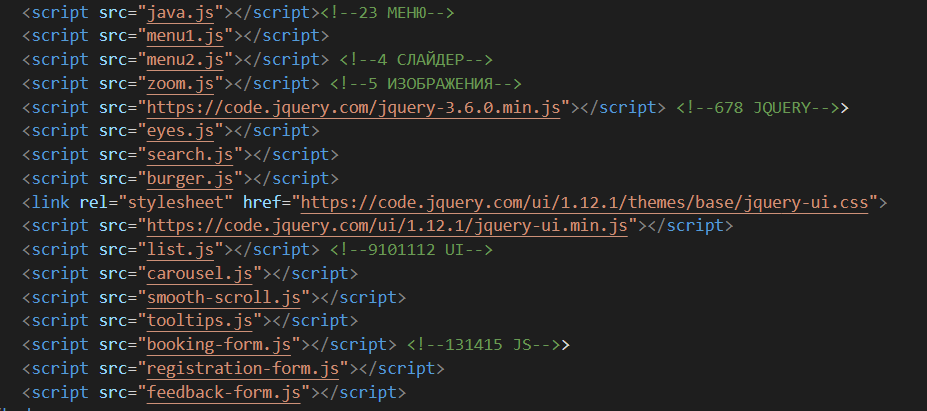 <script src="java.js"></script><!--23 МЕНЮ-->
<script src="menu1.js"></script>
<script src="menu2.js"></script> <!--4 СЛАЙДЕР-->
<script src="zoom.js"></script> <!--5 ИЗОБРАЖЕНИЯ-->
<script src="https://code.jquery.com/jquery-3.6.0.min.js"></script> <!--678 JQUERY-->>
<script src="eyes.js"></script>
<script src="search.js"></script>
<script src="burger.js"></script>
<link rel="stylesheet" href="https://code.jquery.com/ui/1.12.1/themes/base/jquery-ui.css">
<script src="https://code.jquery.com/ui/1.12.1/jquery-ui.min.js"></script>
<script src="list.js"></script> <!--9101112 UI-->
<script src="carousel.js"></script>
<script src="smooth-scroll.js"></script>
<script src="tooltips.js"></script>
<script src="booking-form.js"></script> <!--131415 JS-->>
<script src="registration-form.js"></script>
<script src="feedback-form.js"></script>